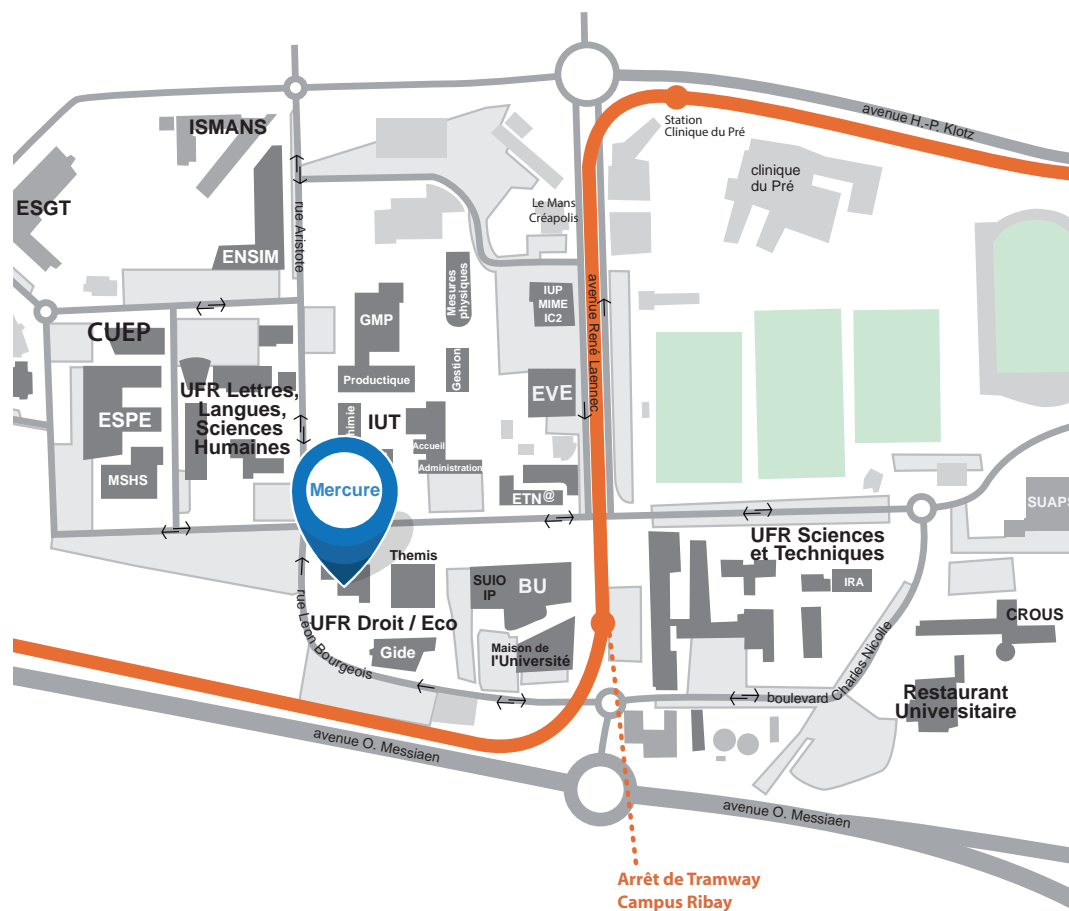 avenue H.-P. Klotz
Station
Clinique du Pré
ISMANS
clinique
du Pré
ESGT
Le Mans
Créapolis
rue Aristote
ENSIM
Mesures
physiques
IUP
MIME
IC2
avenue René Laennec
GMP
CUEP
Gestion
Productique
EVE
UFR Lettres,
Langues,
Sciences
Humaines
ESPE
IUT
Accueil
Administration
MSHS
Mercure
ETN@
SUAPS
UFR Sciences
et Techniques
Themis
SUIO
IP
BU
IRA
rue Léon Bourgeois
UFR Droit / Eco
CROUS
Gide
Maison de
l'Université
boulevard Charles Nicolle
Restaurant
Universitaire
avenue O. Messiaen
avenue O. Messiaen
Arrêt de Tramway
Campus Ribay